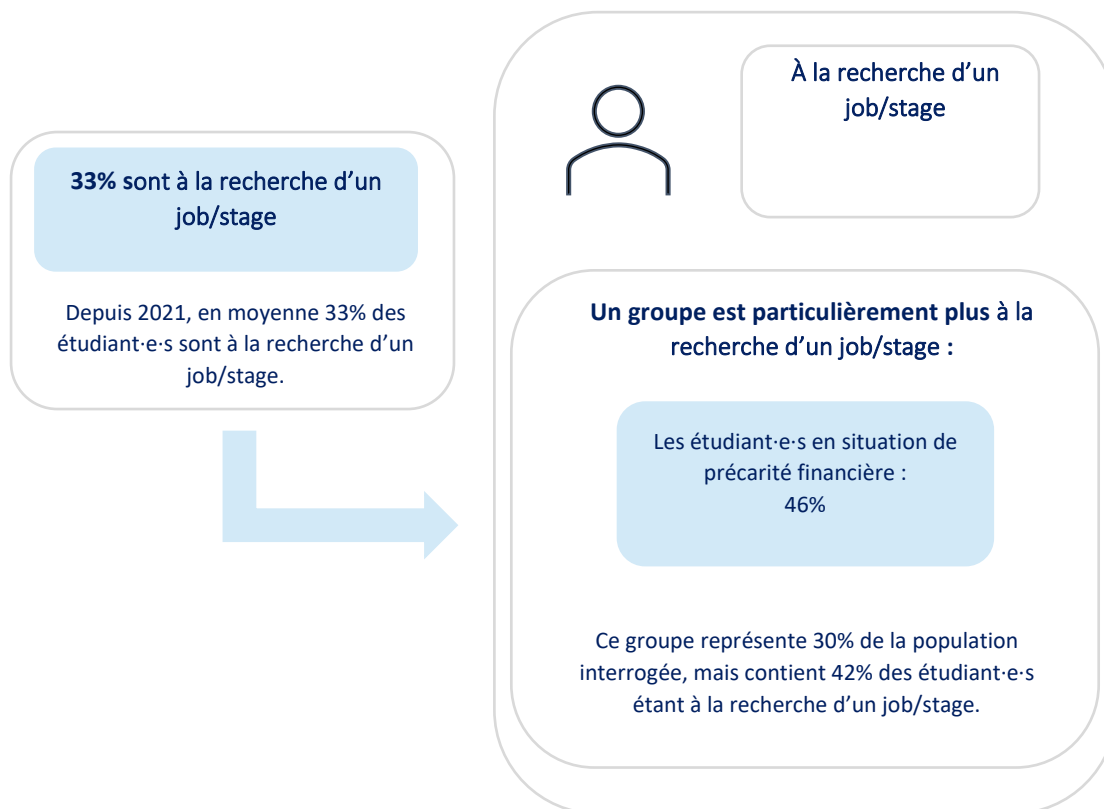 33% sont à la recherche d'un
job/stage
Depuis 2021, en moyenne 33% des
étudiant·e·s sont à la recherche d'un
job/stage.
À la recherche d'un
job/stage
Un groupe est particulièrement plus à la
recherche d'un job/stage :
Les étudiant·e·s en situation de
précarité financière :
46%
Ce groupe représente 30% de la population
interrogée, mais contient 42% des étudiant·e·s
étant à la recherche d'un job/stage.